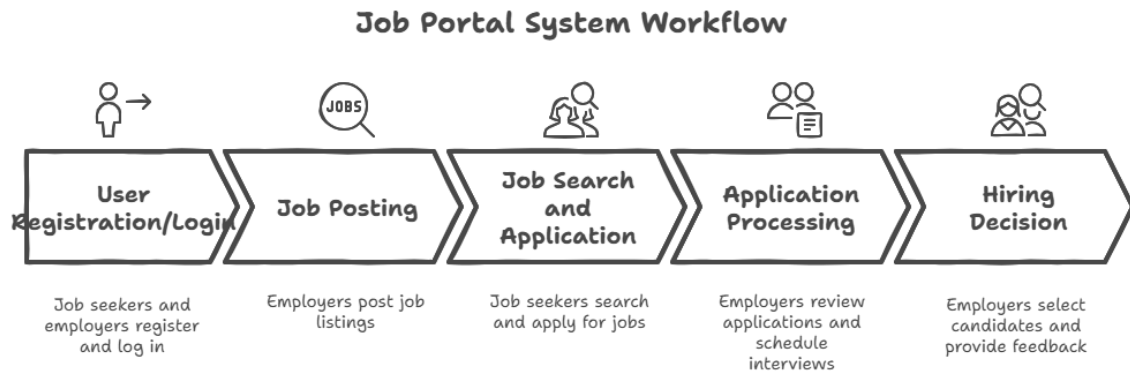 Job Portal System Workflow
JOBS
User
Registration/Login
Job Posting
Job Search
and
Application
Application
Processing
Hiring
Decision
Job seekers and
employers register
and log in
Employers post job
listings
Job seekers search
and apply for jobs
Employers review
applications and
schedule
interviews
Employers select
candidates and
provide feedback